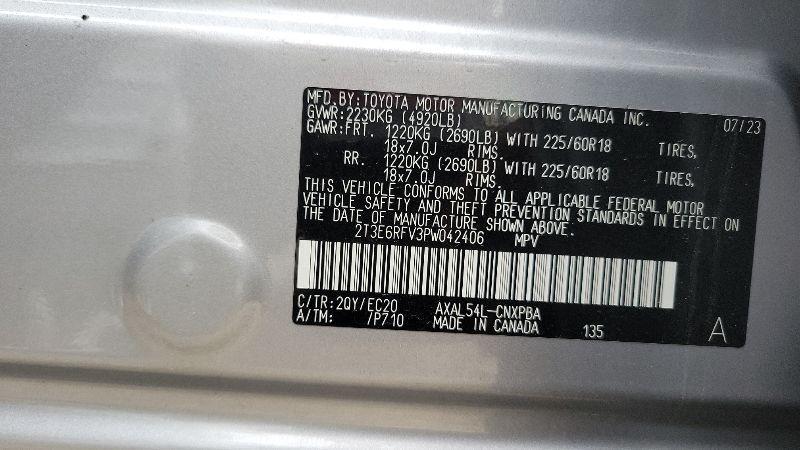 MFD.BY:TOYOTA MOTOR MANUFACTURING CANADA INC. 07/23
GVWR:2230KG (4920LB)
GAWR:FRT. 1220KG (2690LB) WITH 225/60R18 TIRES,
18x7.0J RIMS.
RR. 1220KG (2690LB) WITH 225/60R18 TIRES,
18x7.0J RIMS.
THIS VEHICLE CONFORMS TO ALL APPLICABLE FEDERAL MOTOR
VEHICLE SAFETY AND THEFT PREVENTION STANDARDS IN EFFECT ON
THE DATE OF MANUFACTURE SHOWN ABOVE.
2T3E6RFV3PW042406 MPV
C/TR:2QY/EC20 AXAL54L-CNXPBA
A/TM: /P710 MADE IN CANADA 135 A